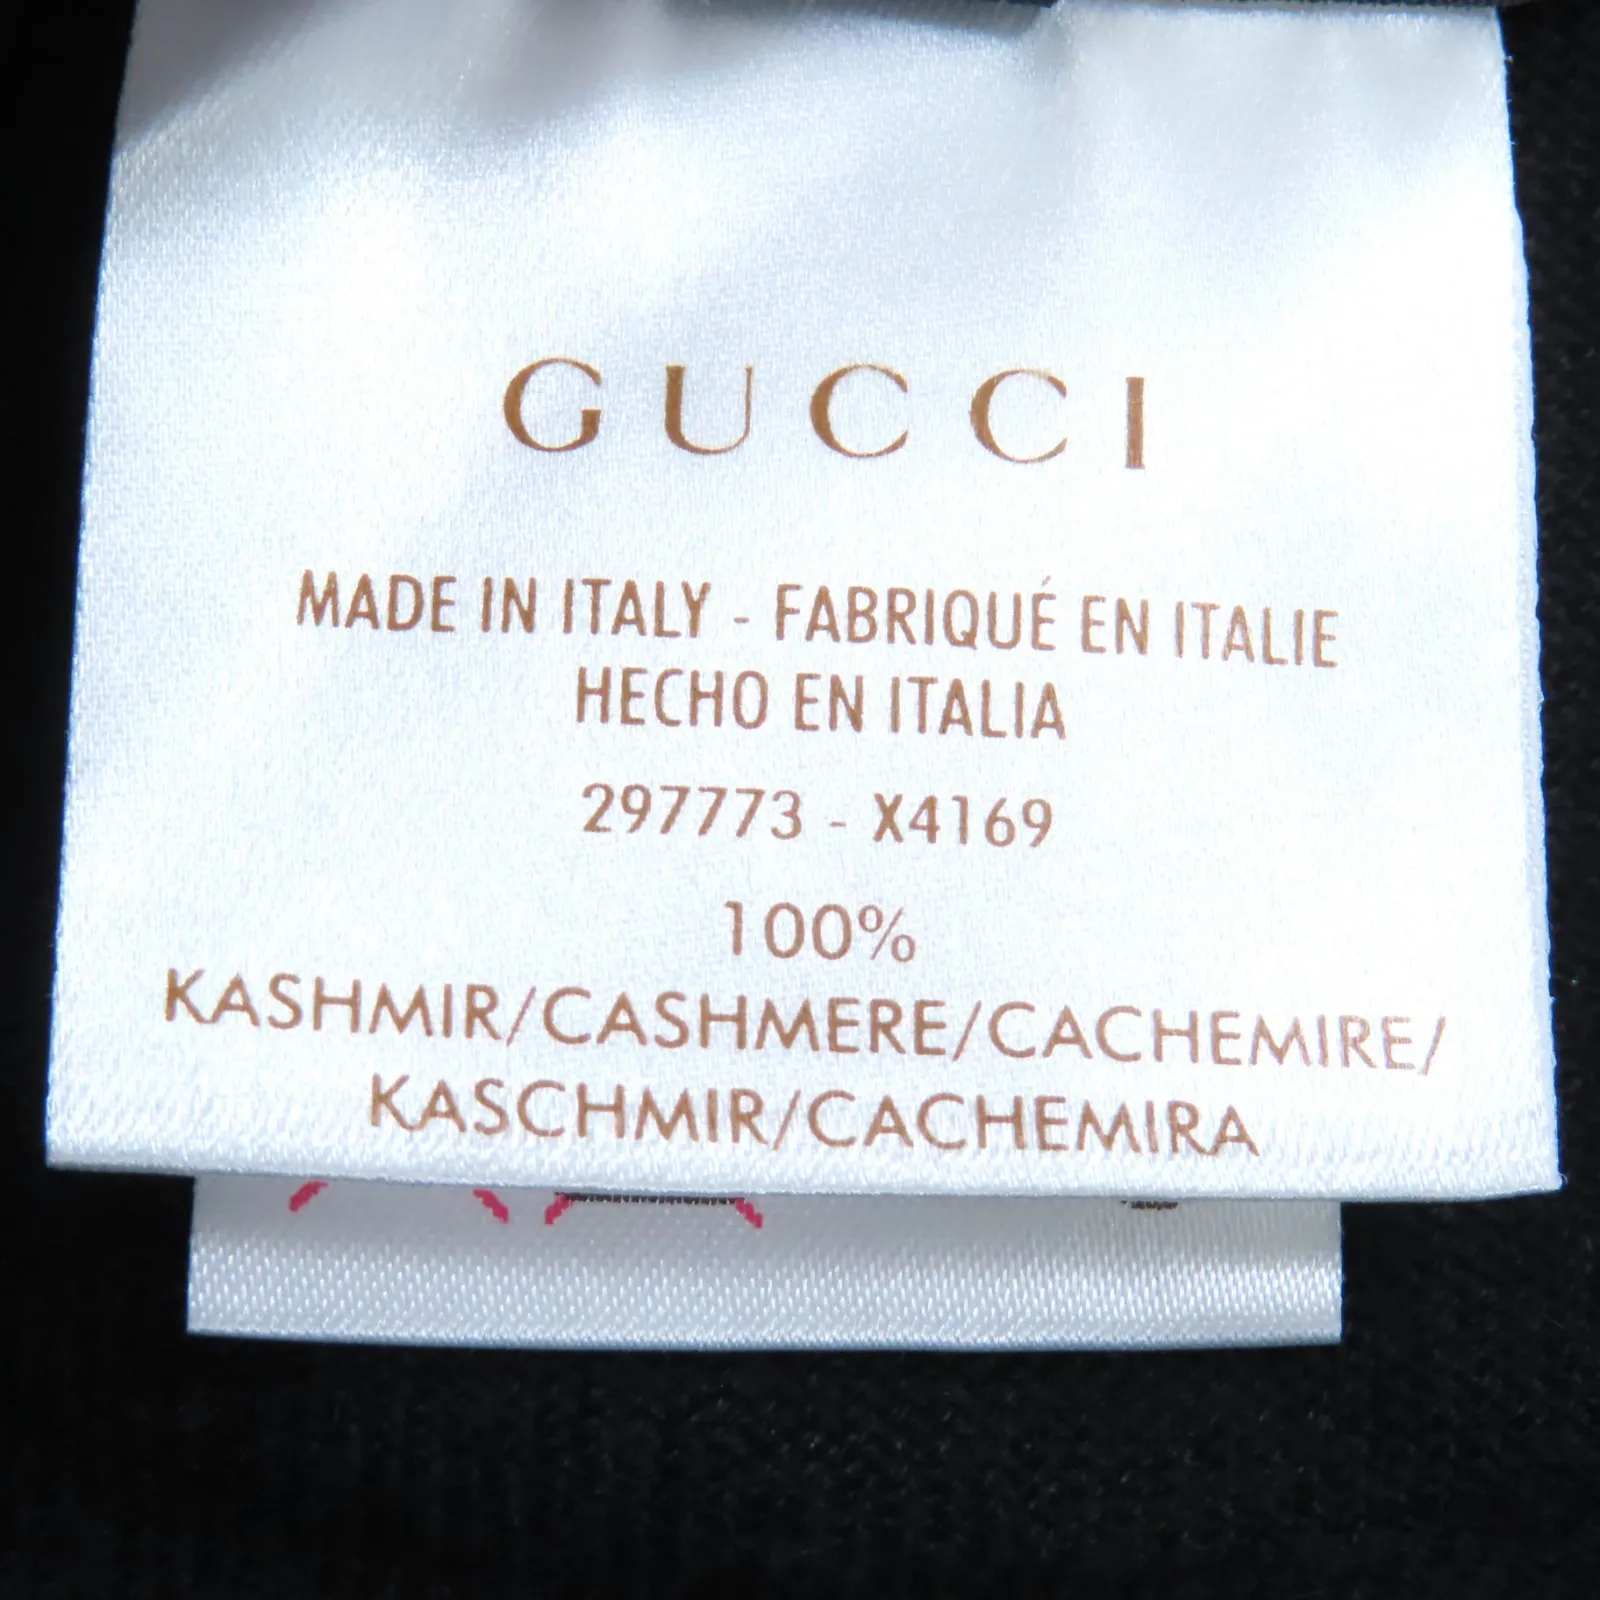 GUCCI
MADE IN ITALY - FABRIQUÉ EN ITALIE
HECHO EN ITALIA
297773 - X4169
100%
KASHMIR/CASHMERE/CACHEMIRE/
KASCHMIR/CACHEMIRA